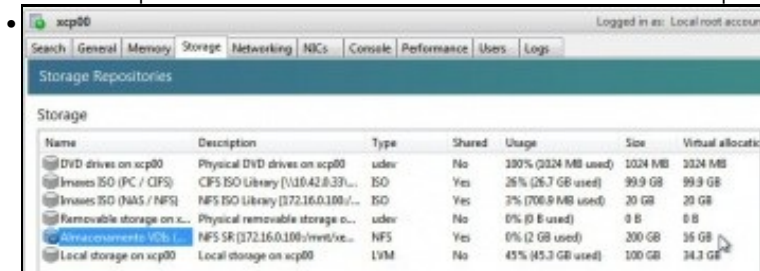 xcp00 Logged in as: Local root accoun
Search General Memory Storage Networking NICs Console Performance Users Logs
Storage Repositories
Storage
Name Description Type Shared Usage Size Virtual allocatio
DVD drives on xcp00 Physical DVD drives on xcp00 udev No 100% (1024 MB used) 1024 MB 1024 MB
Imaxes ISO (PC / CIFS) CIFS ISO Library [\\10.42.0.33\... ISO Yes 26% (26.7 GB used) 99.9 GB 99.9 GB
Imaxes ISO (NAS / NFS) NFS ISO Library [172.16.0.100:/... ISO Yes 3% (700.9 MB used) 20 GB 20 GB
Removable storage on x... Physical removable storage o... udev No 0% (0 B used) 0 B 0 B
Almacenamento VDIs (... NFS SR [172.16.0.100:/mnt/xe... NFS Yes 0% (2 GB used) 200 GB 16 GB
Local storage on xcp00 Local storage on xcp00 LVM No 45% (45.3 GB used) 100 GB 34.3 GB